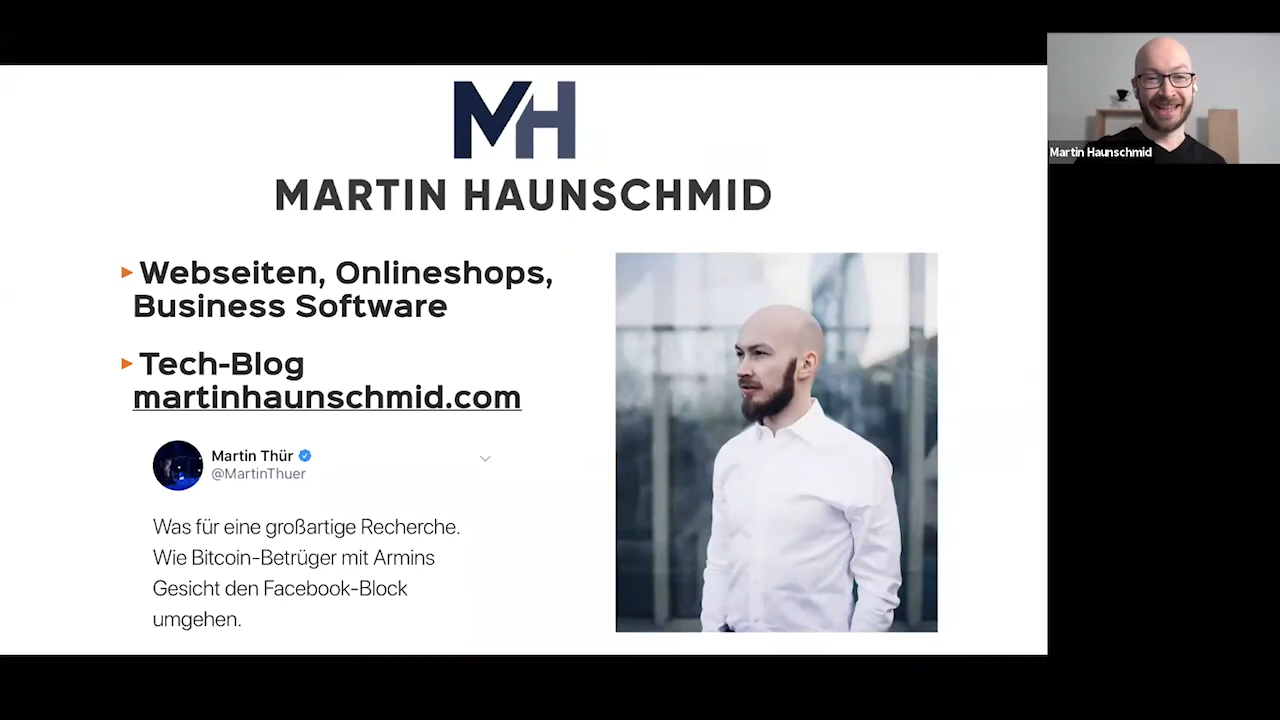 MH
MARTIN HAUNSCHMID
Martin Haunschmid
Webseiten, Onlineshops,
Business Software
Tech-Blog
martinhaunschmid.com
Martin Thür
@MartinThuer
Was für eine großartige Recherche.
Wie Bitcoin-Betrüger mit Armins
Gesicht den Facebook-Block
umgehen.